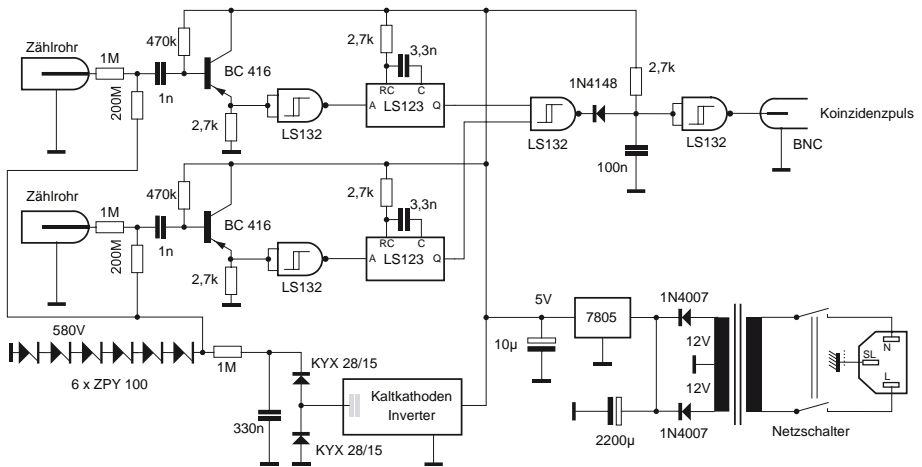 Zählrohr
1M
200M
1n
470k
BC 416
2,7k
LS132
2,7k
3,3n
RC
C
A
LS123
Q
LS132
1N4148
2,7k
100n
LS132
BNC
Koinzidenzpuls
Zählrohr
1M
200M
1n
470k
BC 416
2,7k
LS132
2,7k
3,3n
RC
C
A
LS123
Q
580V
6 x ZPY 100
1M
330n
KYX 28/15
KYX 28/15
Kaltkathoden
Inverter
5V
10µ
7805
2200µ
1N4007
1N4007
12V
12V
Netzschalter
SL
N
L